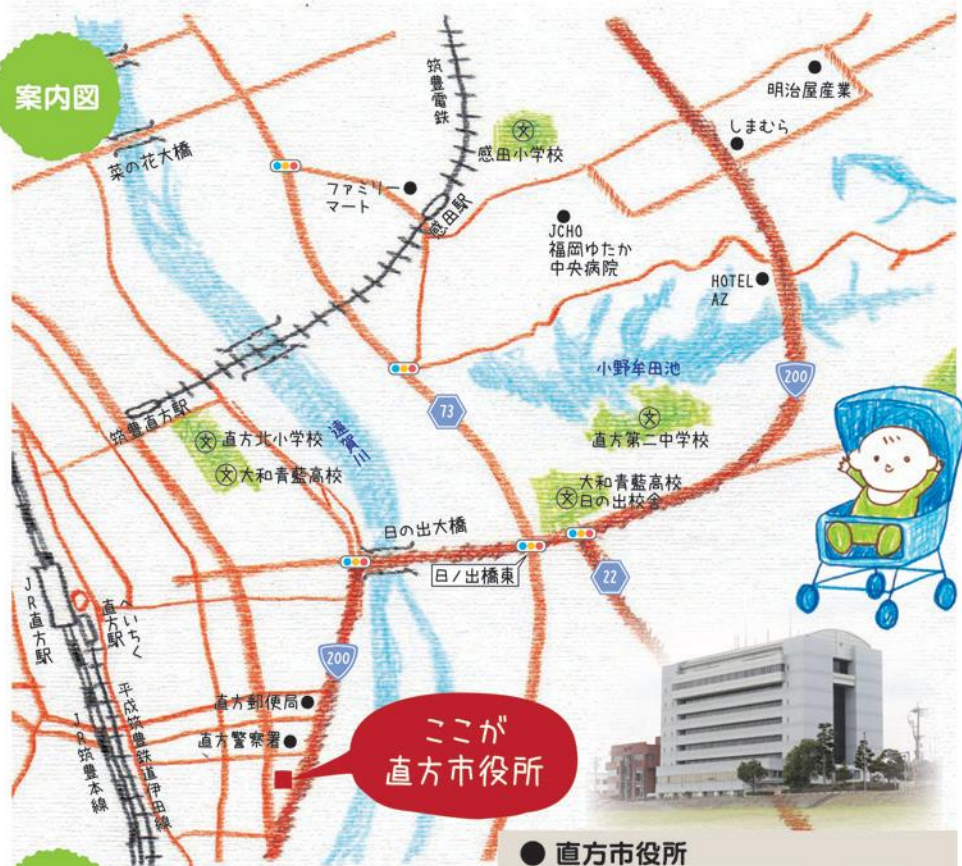 案内図
菜の花大橋
筑豊電鉄
感田小学校
明治屋産業
しまむら
ファミリー
マート
感田駅
JCHO
福岡ゆたか
中央病院
HOTEL
AZ
小野牟田池
200
73
筑豊直方駅
直方北小学校
大和青藍高校
遠賀川
直方第二中学校
大和青藍高校
日の出校舎
日の出大橋
日ノ出橋東
22
JR直方駅
へいちく
直方駅
200
平成筑豊鉄道伊田線
JR筑豊本線
直方郵便局
直方警察署
ここが
直方市役所
● 直方市役所